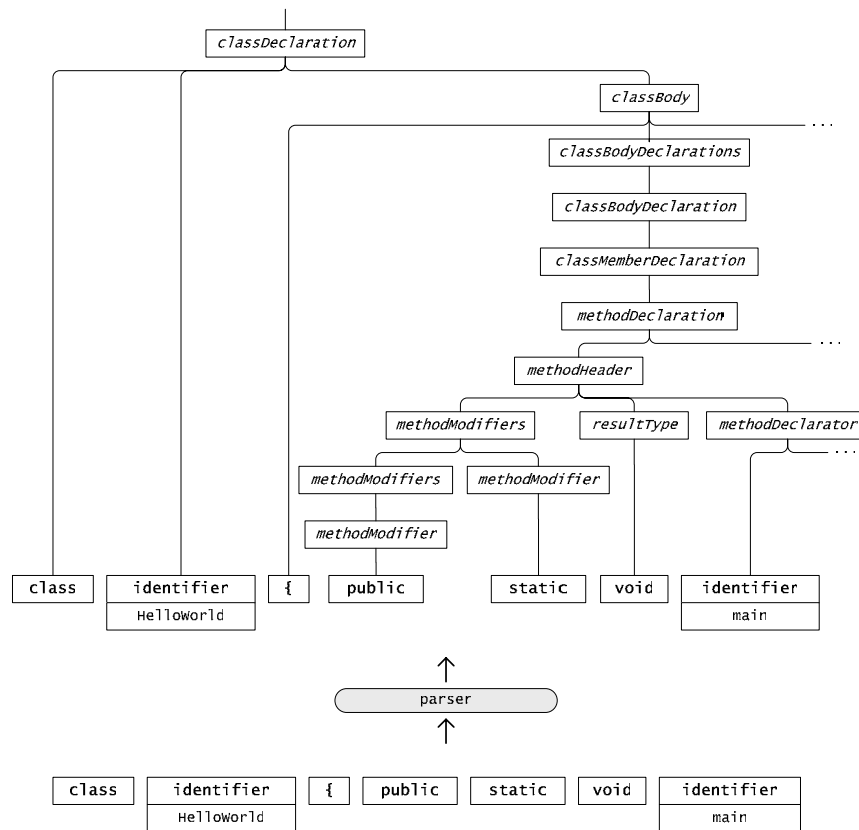 classDeclaration
classBody
...
classBodyDeclarations
classBodyDeclaration
classMemberDeclaration
methodDeclaration
...
methodHeader
methodModifiers resultType methodDeclarator
...
methodModifiers methodModifier
methodModifier
class identifier { public static void identifier
HelloWorld main
parser
class identifier { public static void identifier
HelloWorld main